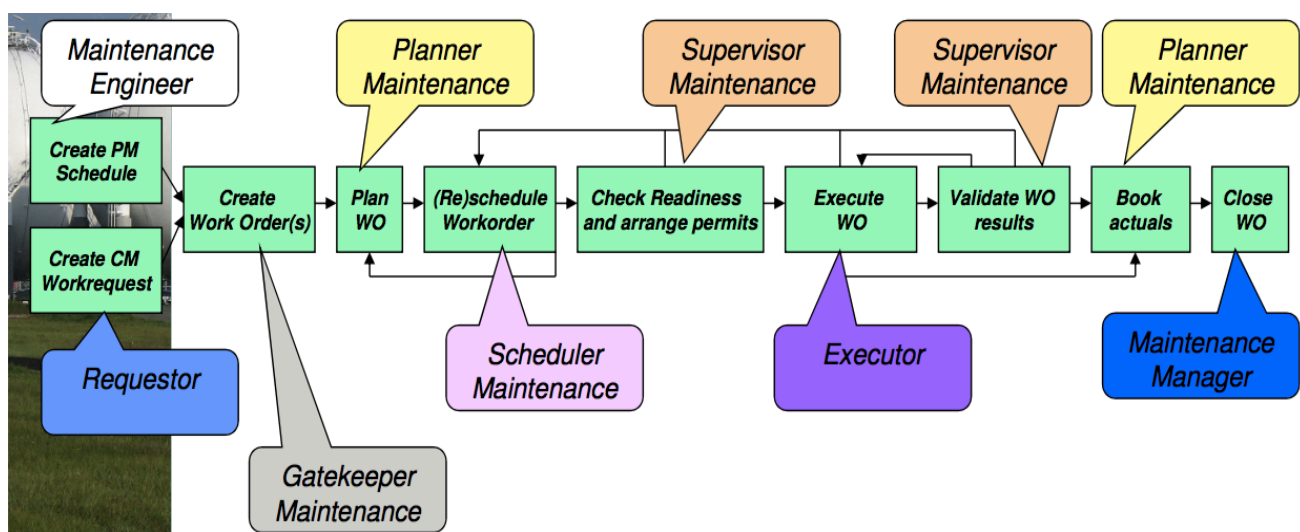 Maintenance
Engineer
Planner
Maintenance
Supervisor
Maintenance
Supervisor
Maintenance
Planner
Maintenance
Create PM
Schedule
Create CM
Workrequest
Create
Work Order(s)
Plan
WO
(Re)schedule
Workorder
Check Readiness
and arrange permits
Execute
WO
Validate WO
results
Book
actuals
Close
WO
Requestor
Gatekeeper
Maintenance
Scheduler
Maintenance
Executor
Maintenance
Manager